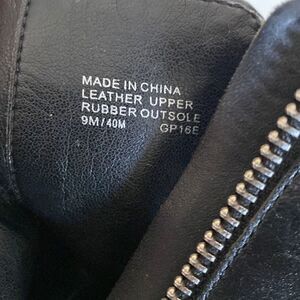 MADE IN CHINA
LEATHER UPPER
RUBBER OUTSOLE
9M/40M GP16E